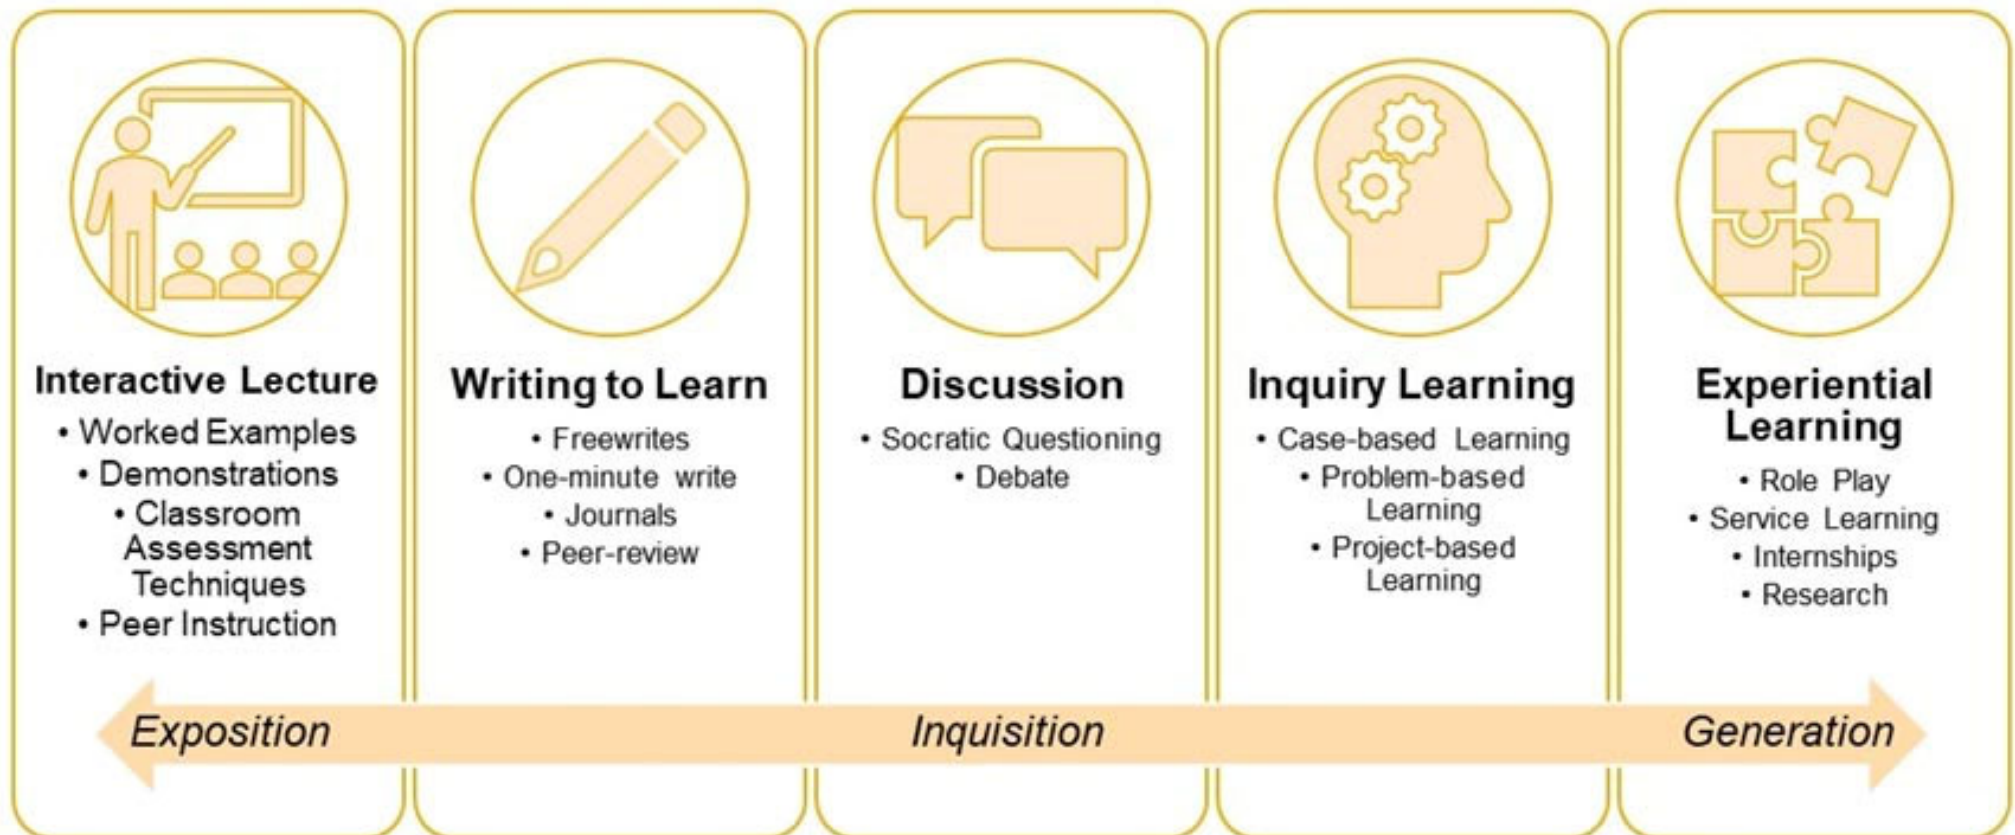 Interactive Lecture
• Worked Examples
• Demonstrations
• Classroom
Assessment
Techniques
• Peer Instruction
Writing to Learn
• Freewrites
• One-minute write
• Journals
• Peer-review
Discussion
• Socratic Questioning
• Debate
Inquiry Learning
• Case-based Learning
• Problem-based
Learning
• Project-based
Learning
Experiential
Learning
• Role Play
• Service Learning
• Internships
• Research
Exposition
Inquisition
Generation